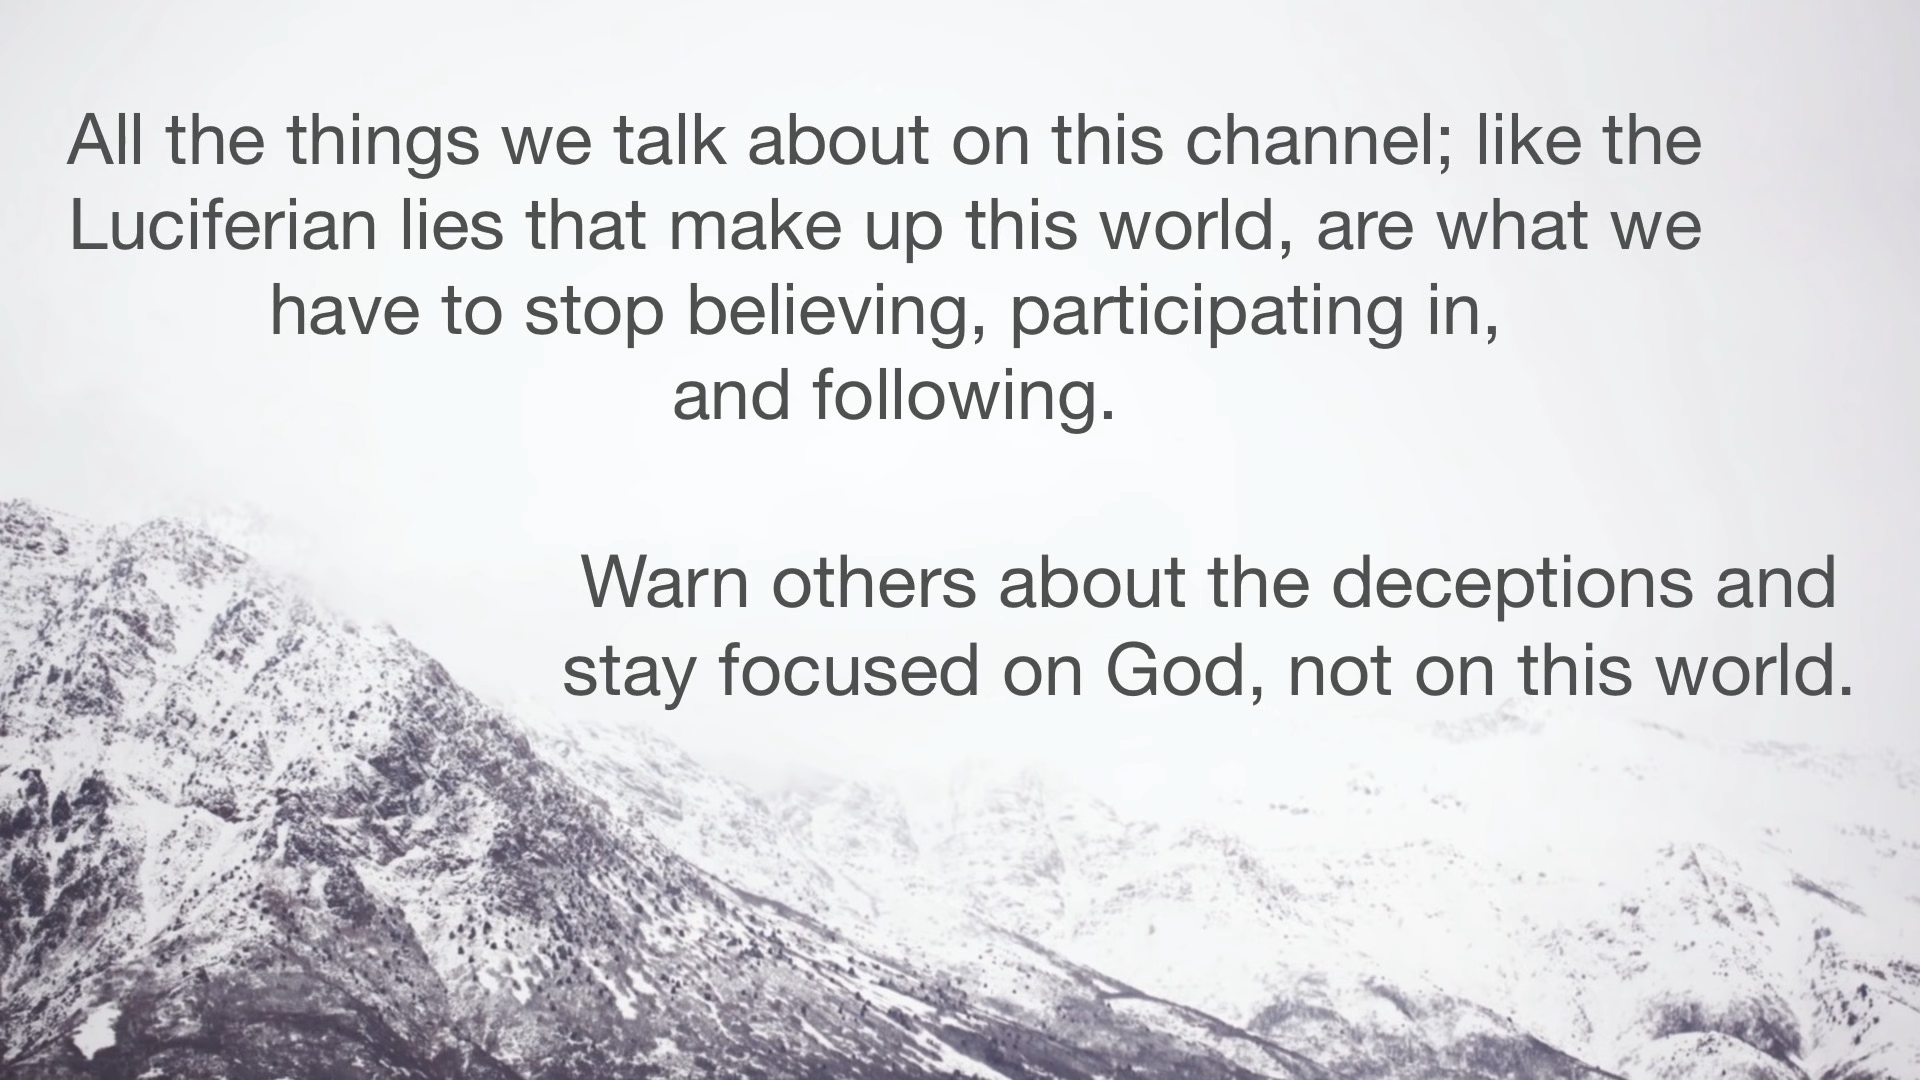 All the things we talk about on this channel; like the
Luciferian lies that make up this world, are what we
have to stop believing, participating in,
and following.
Warn others about the deceptions and
stay focused on God, not on this world.